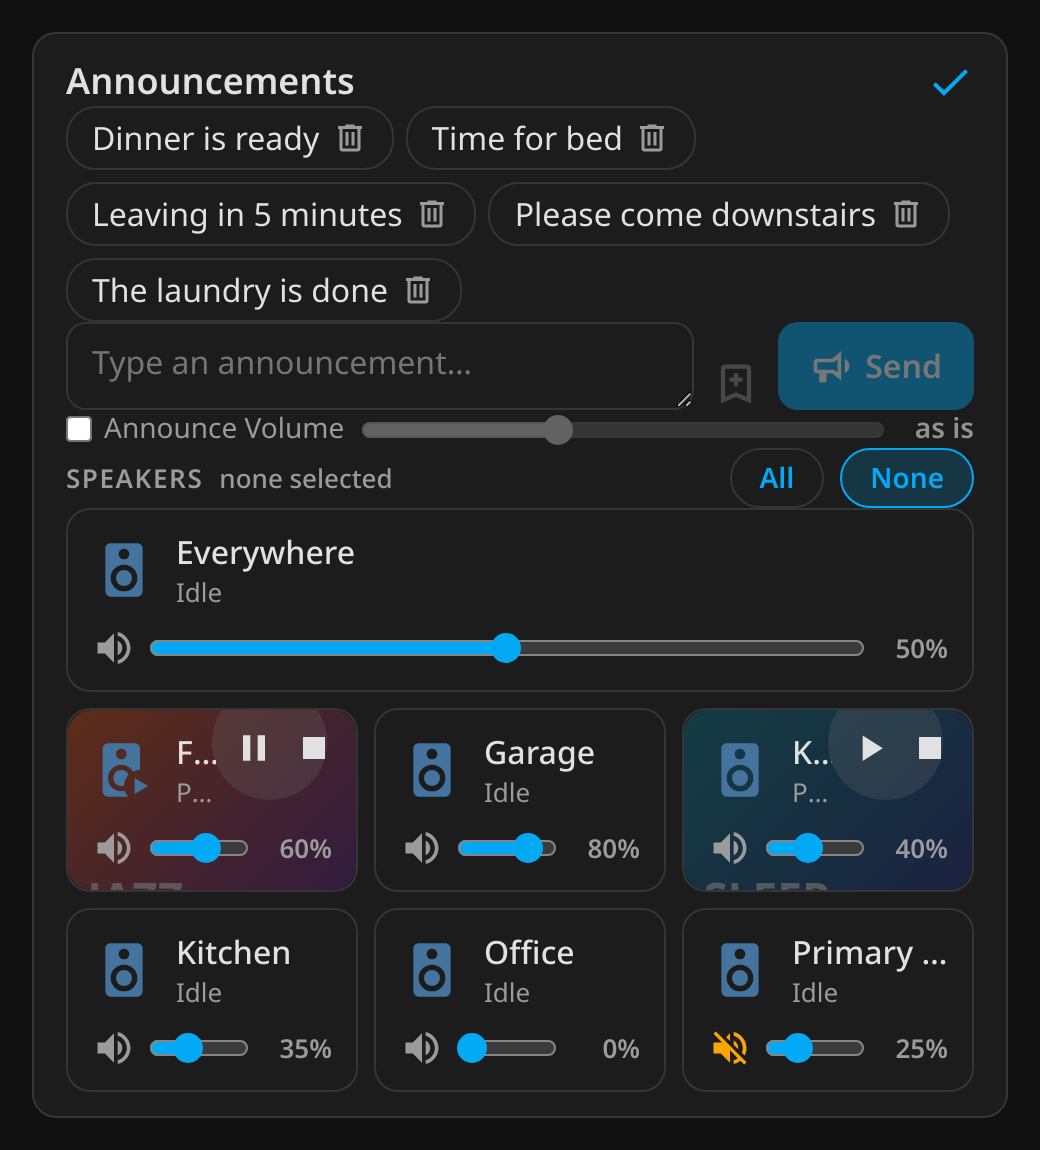 Announcements
Dinner is ready
Time for bed
Leaving in 5 minutes
Please come downstairs
The laundry is done
Type an announcement...
Send
Announce Volume
as is
SPEAKERS none selected
All
None
Everywhere
Idle
50%
F...
P...
60%
JAZZ
Garage
Idle
80%
K...
P...
40%
SLEEP
Kitchen
Idle
35%
Office
Idle
0%
Primary ...
Idle
25%